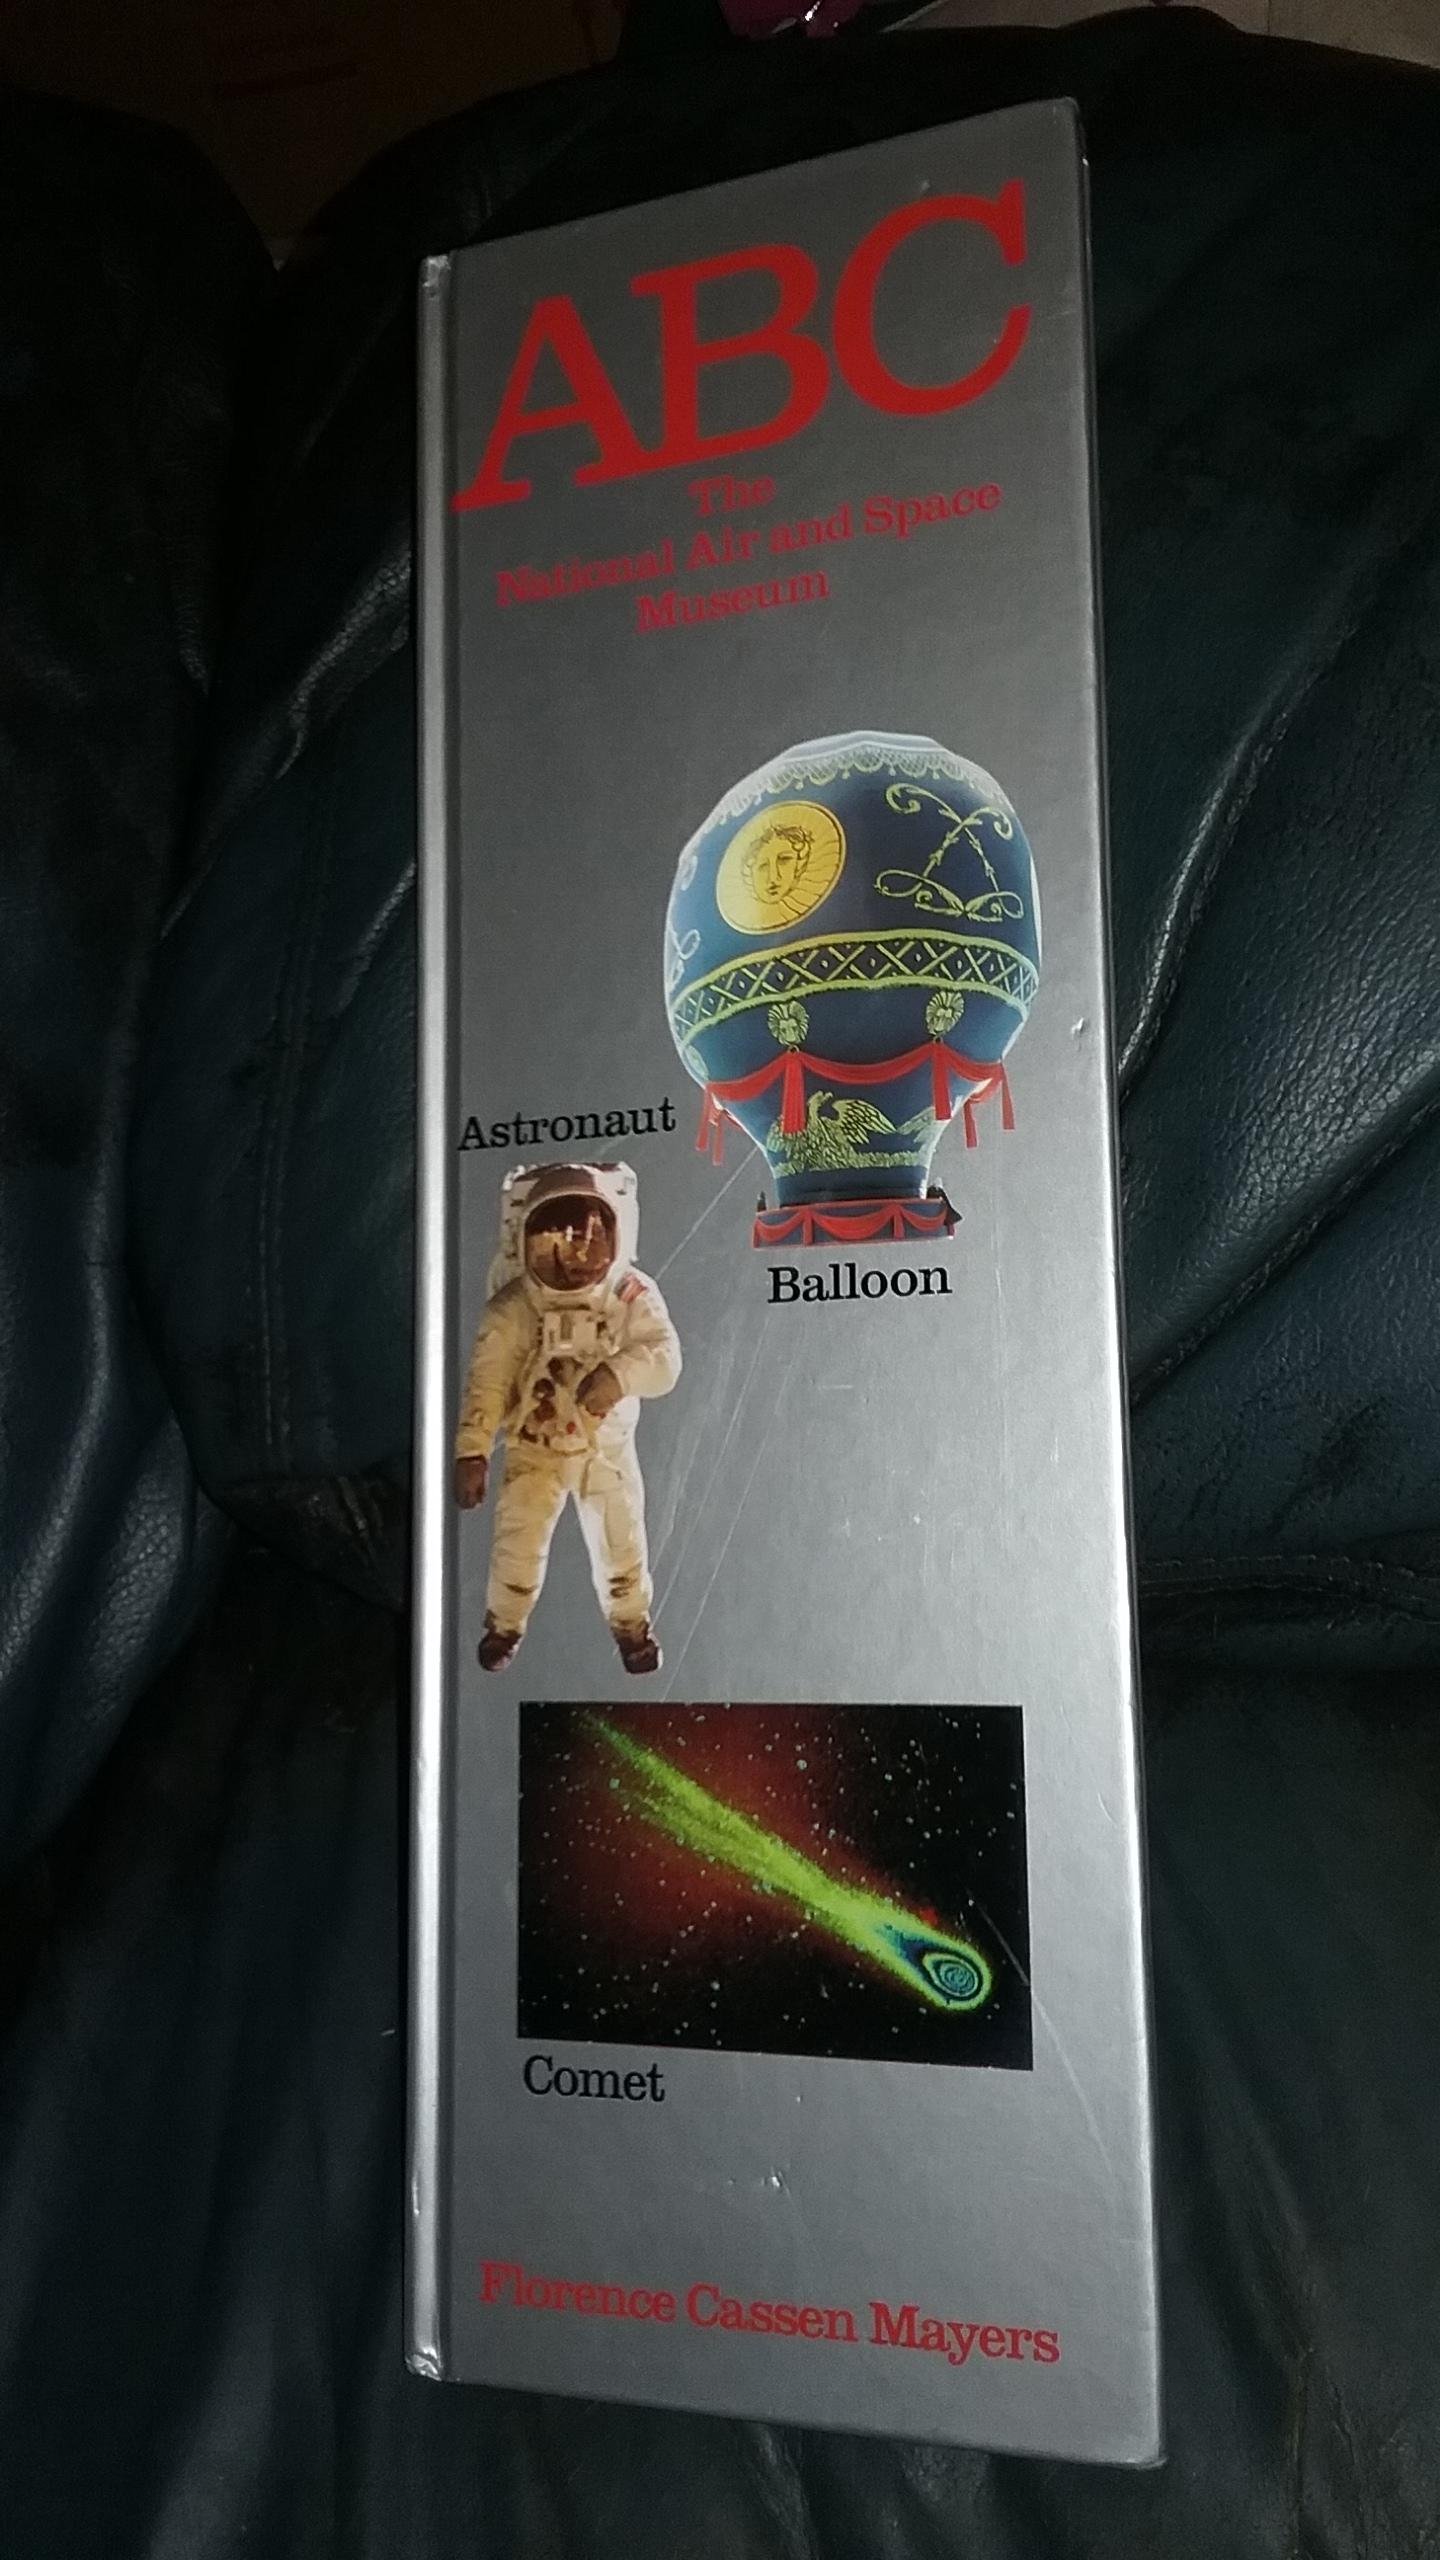 ABC
The
National Air and Space
Museum
Astronaut
Balloon
Comet
Florence Cassen Mayers